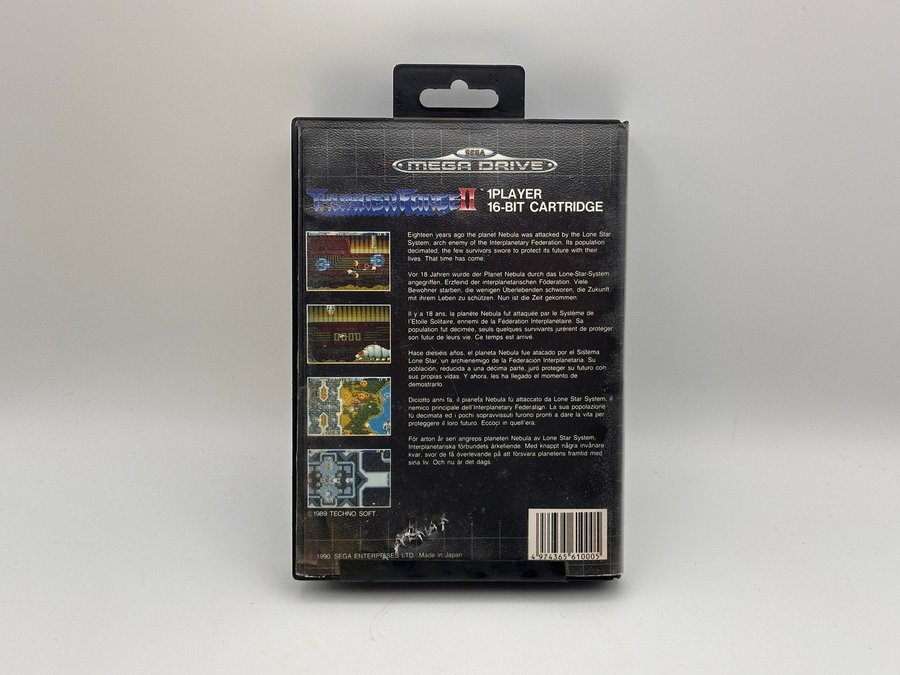 SEGA
MEGA DRIVE
THUNDER FORCE II™
1PLAYER
16-BIT CARTRIDGE
Eighteen years ago the planet Nebula was attacked by the Lone Star
System, arch enemy of the Interplanetary Federation. Its population
decimated, the few survivors swore to protect its future with their
lives. That time has come.
Vor 18 Jahren wurde der Planet Nebula durch das Lone-Star-System
angegriffen. Erzfeind der interplanetarischen Föderation. Viele
Bewohner starben, die wenigen Überlebenden schworen, die Zukunft
mit ihrem Leben zu schützen. Nun ist die Zeit gekommen.
Il y a 18 ans, la planète Nebula fut attaquée par le Système de
l'Etoile Solitaire, ennemi de la Fédération Interplanétaire. Sa
population fut décimée, seuls quelques survivants jurèrent de protéger
son futur de leurs vie. Ce temps est arrivé.
Hace diesiéis años, el planeta Nebula fue atacado por el Sistema
Lone Star, un archienemigo de la Federacion Interplanetaria. Su
población, reducida a una décima parte, juró proteger su futuro con
sus propias vidas. Y ahora, les ha llegado el momento de
demostrarlo.
Diciotto anni fa, il pianeta Nebula fù attaccato da Lone Star System, il
nemico principale dell'Interplanetary Federation. La sua popolazione
fù decimata ed i pochi sopravvissuti furono pronti a dare la vita per
proteggere il loro futuro. Eccoçi in quell'era.
För arton år sen angreps planeten Nebula av Lone Star System,
Interplanetariska förbundets ärkefiende. Med knappt några invånare
kvar, svor de få överlevande på att försvara planetens framtid med
sina liv. Och nu är det dags.
©1989 TECHNO SOFT.
1990 SEGA ENTERPRISES LTD. Made in Japan
4 974365 610005